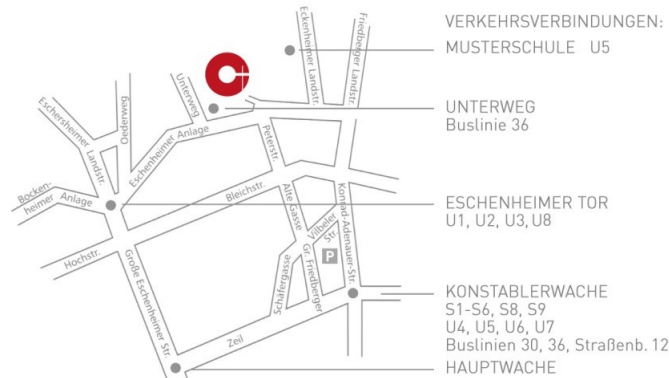 VERKEHRSVERBINDUNGEN:
MUSTERSCHULE U5
UNTERWEG
Buslinie 36
ESCHENHEIMER TOR
U1, U2, U3, U8
KONSTABLERWACHE
S1-S6, S8, S9
U4, U5, U6, U7
Buslinien 30, 36, Straßenb. 12
HAUPTWACHE
Eckenheimer Landstr.
Friedberger Landstr.
Eschersheimer
Landstr.
Oederweg
Unterweg
Eschenheimer Anlage
Peterstr.
Bocken-
heimer Anlage
Bleichstr.
Alte Gasse
Vilbeler
Str.
Konrad-Adenauer-Str.
P
Hochstr.
Große Eschenheimer Str.
Schäfergasse
Gr. Friedberger
Zeil